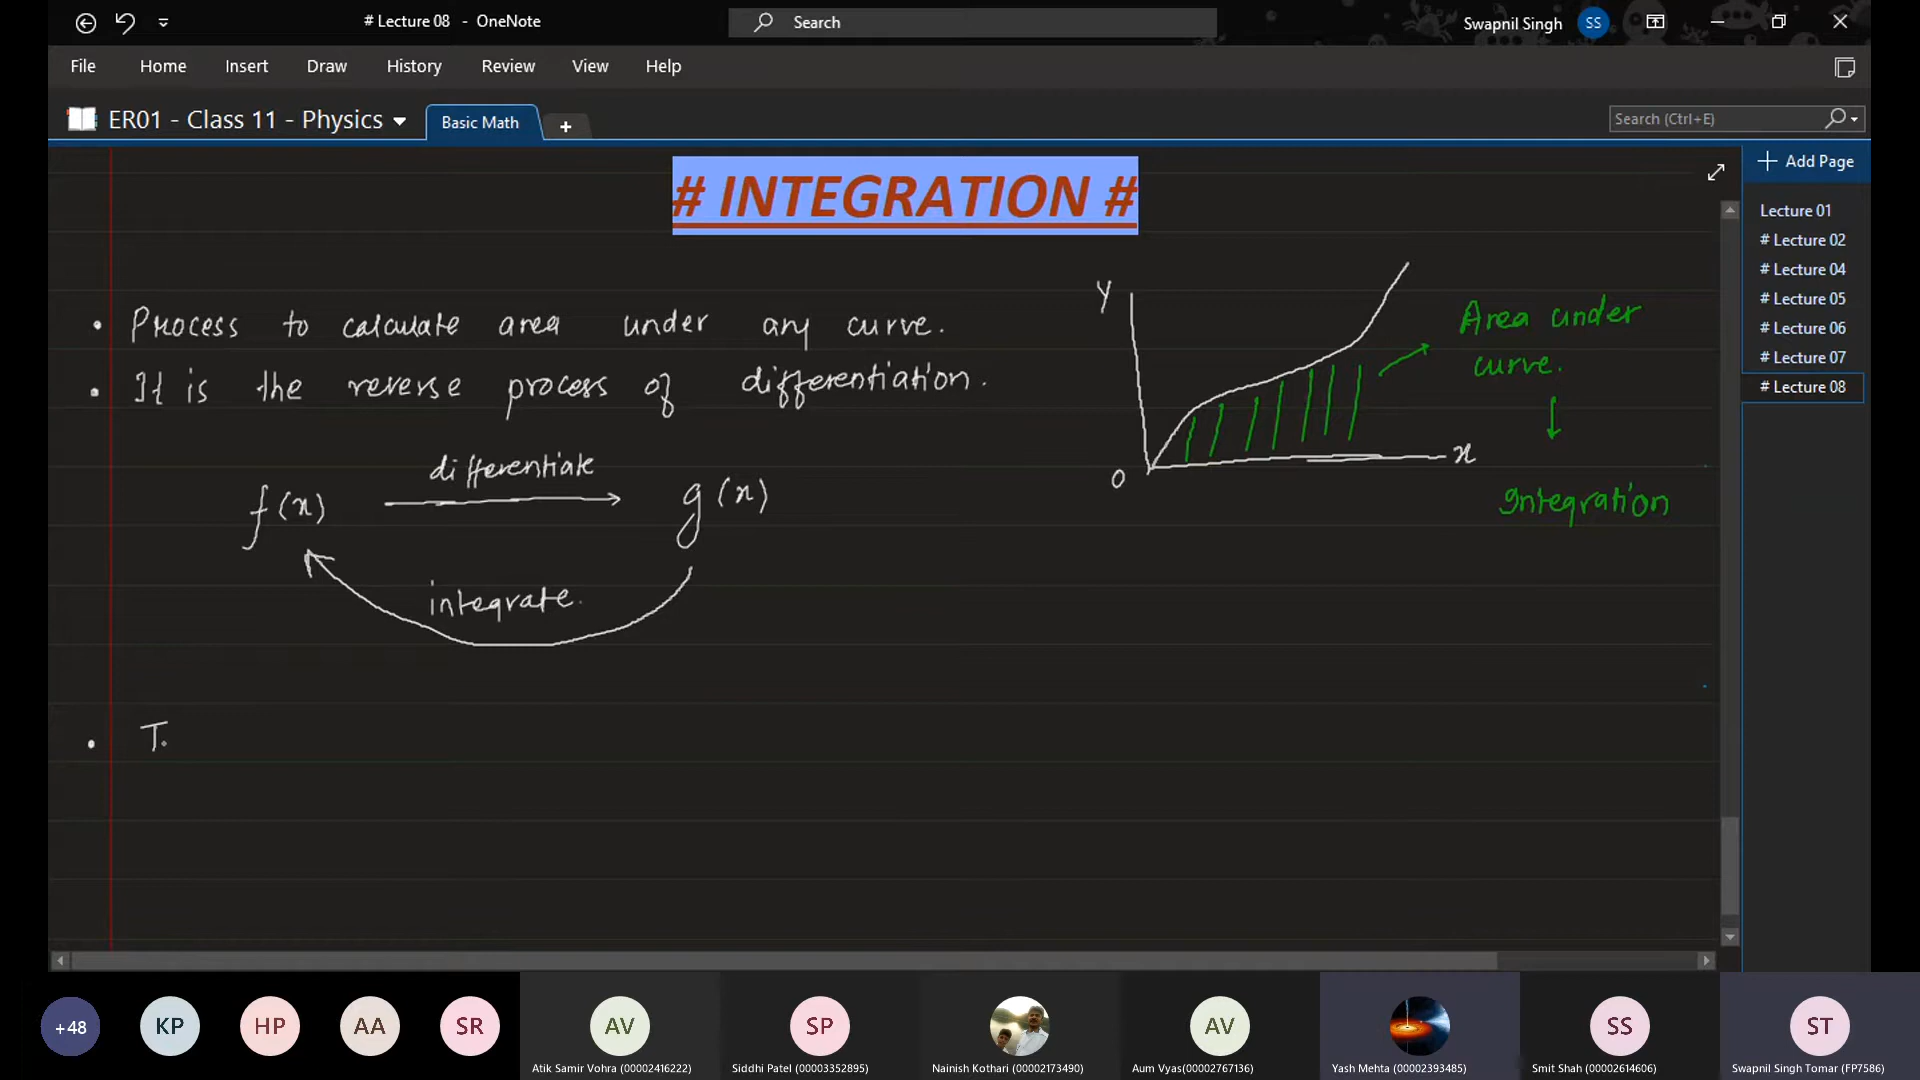 # Lecture 08 - OneNote
Search
Swapnil Singh SS
File Home Insert Draw History Review View Help
ER01 - Class 11 - Physics
Basic Math
+
Search (Ctrl+E)
Add Page
Lecture 01
# Lecture 02
# Lecture 04
# Lecture 05
# Lecture 06
# Lecture 07
# Lecture 08
# INTEGRATION #
• Process to calculate area under any curve.
• It is the reverse process of differentiation.
f(x) differentiate g(x)
integrate.
y
x
0
Area under
curve.
Integration
• T.
+48
KP
HP
AA
SR
AV
Atik Samir Vohra (00002416222)
SP
Siddhi Patel (00003352895)
Nainish Kothari (00002173490)
AV
Aum Vyas(00002767136)
Yash Mehta (00002393485)
SS
Smit Shah (00002614606)
ST
Swapnil Singh Tomar (FP7586)